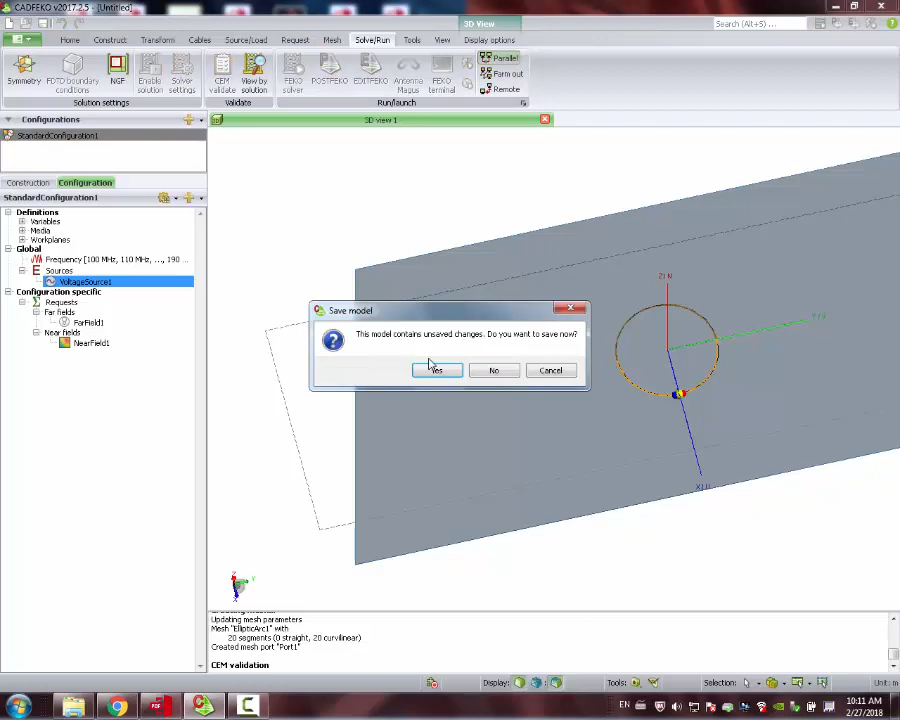 CADFEKO v2017.2.5 - [Untitled]
3D View
Search (Alt+S) . . .
Home Construct Transform Cables Source/Load Request Mesh Solve/Run Tools View Display options
Symmetry
FDTD boundary conditions
NGF
Enable solution
Solver settings
CEM validate
View by solution
FEKO solver
POSTFEKO
EDITFEKO
Antenna Magus
FEKO terminal
Parallel
Farm out
Remote
Solution settings
Validate
Run/launch
Configurations
3D view 1
StandardConfiguration1
Construction Configuration
StandardConfiguration1
Definitions
Variables
Media
Workplanes
Global
Frequency [100 MHz, 110 MHz, ..., 190 ...
Sources
VoltageSource1
Configuration specific
Requests
Far fields
FarField1
Near fields
NearField1
Save model
This model contains unsaved changes. Do you want to save now?
Yes No Cancel
Updating mesh parameters
Mesh "EllipticArc1" with
20 segments (0 straight, 20 curvilinear)
Created mesh port "Port1"
CEM validation
Display: Tools: Selection: Unit: m
EN
10:11 AM
2/27/2018